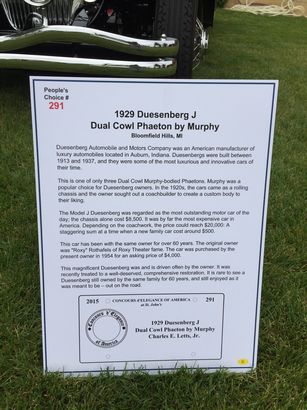 People's
Choice #
291
1929 Duesenberg J
Dual Cowl Phaeton by Murphy
Bloomfield Hills, MI
Duesenberg Automobile and Motors Company was an American manufacturer of
luxury automobiles located in Auburn, Indiana. Duesenbergs were built between
1913 and 1937, and they were some of the most luxurious and innovative cars of
their time.
This is one of only three Dual Cowl Murphy-bodied Phaetons. Murphy was a
popular choice for Duesenberg owners. In the 1920s, the cars came as a rolling
chassis and the owner sought out a coachbuilder to create a custom body to
their liking.
The Model J Duesenberg was regarded as the most outstanding motor car of the
day; the chassis alone cost $8,500. It was by far the most expensive car in
America. Depending on the coachwork, the price could reach $20,000: A
staggering sum at a time when a new family car cost around $500.
This car has been with the same owner for over 60 years. The original owner
was "Roxy" Rothafels of Roxy Theater fame. The car was purchased by the
present owner in 1954 for an asking price of $4,000.
This magnificent Duesenberg was and is driven often by the owner. It was
recently treated to a well-deserved, comprehensive restoration. It is rare to see a
Duesenberg still owned by the same family for 60 years, and still enjoyed as it
was meant to be – out on the road.
2015 CONCOURS d'ELEGANCE OF AMERICA 291
at St. John's
Concours d'Elegance
of America
1929 Duesenberg J
Dual Cowl Phaeton by Murphy
Charles E. Letts, Jr.